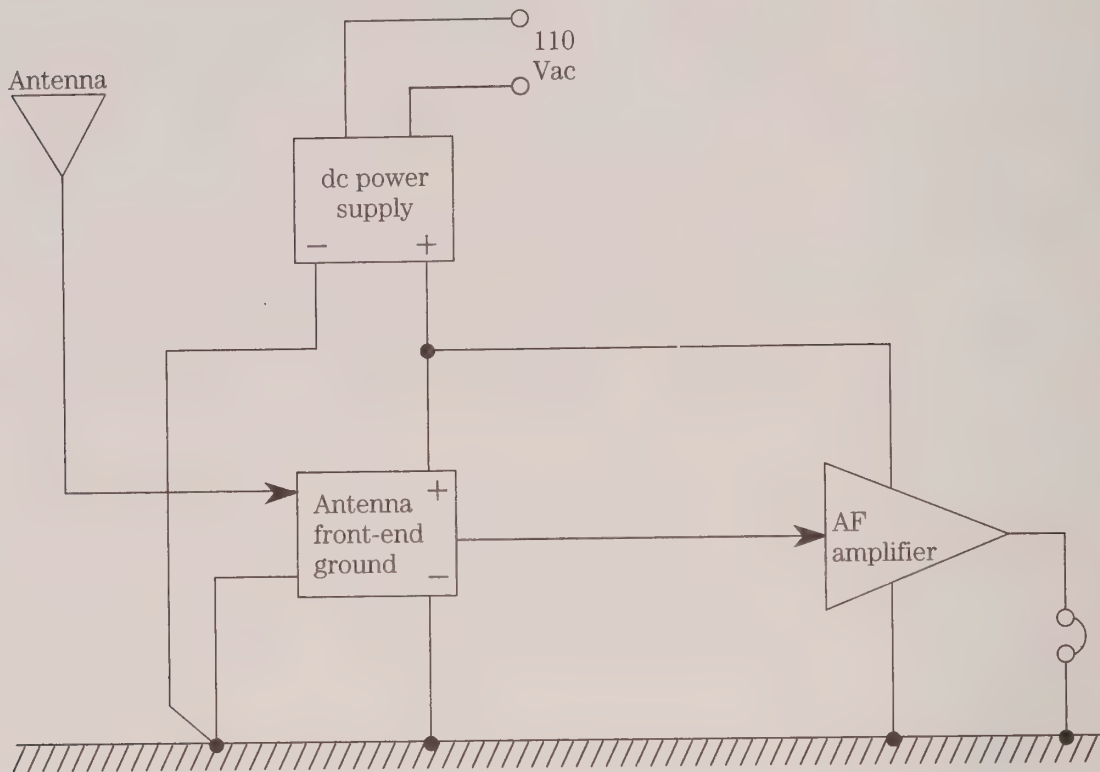 110
Vac
Antenna
dc power
supply
− +
Antenna +
front-end
ground −
AF
amplifier